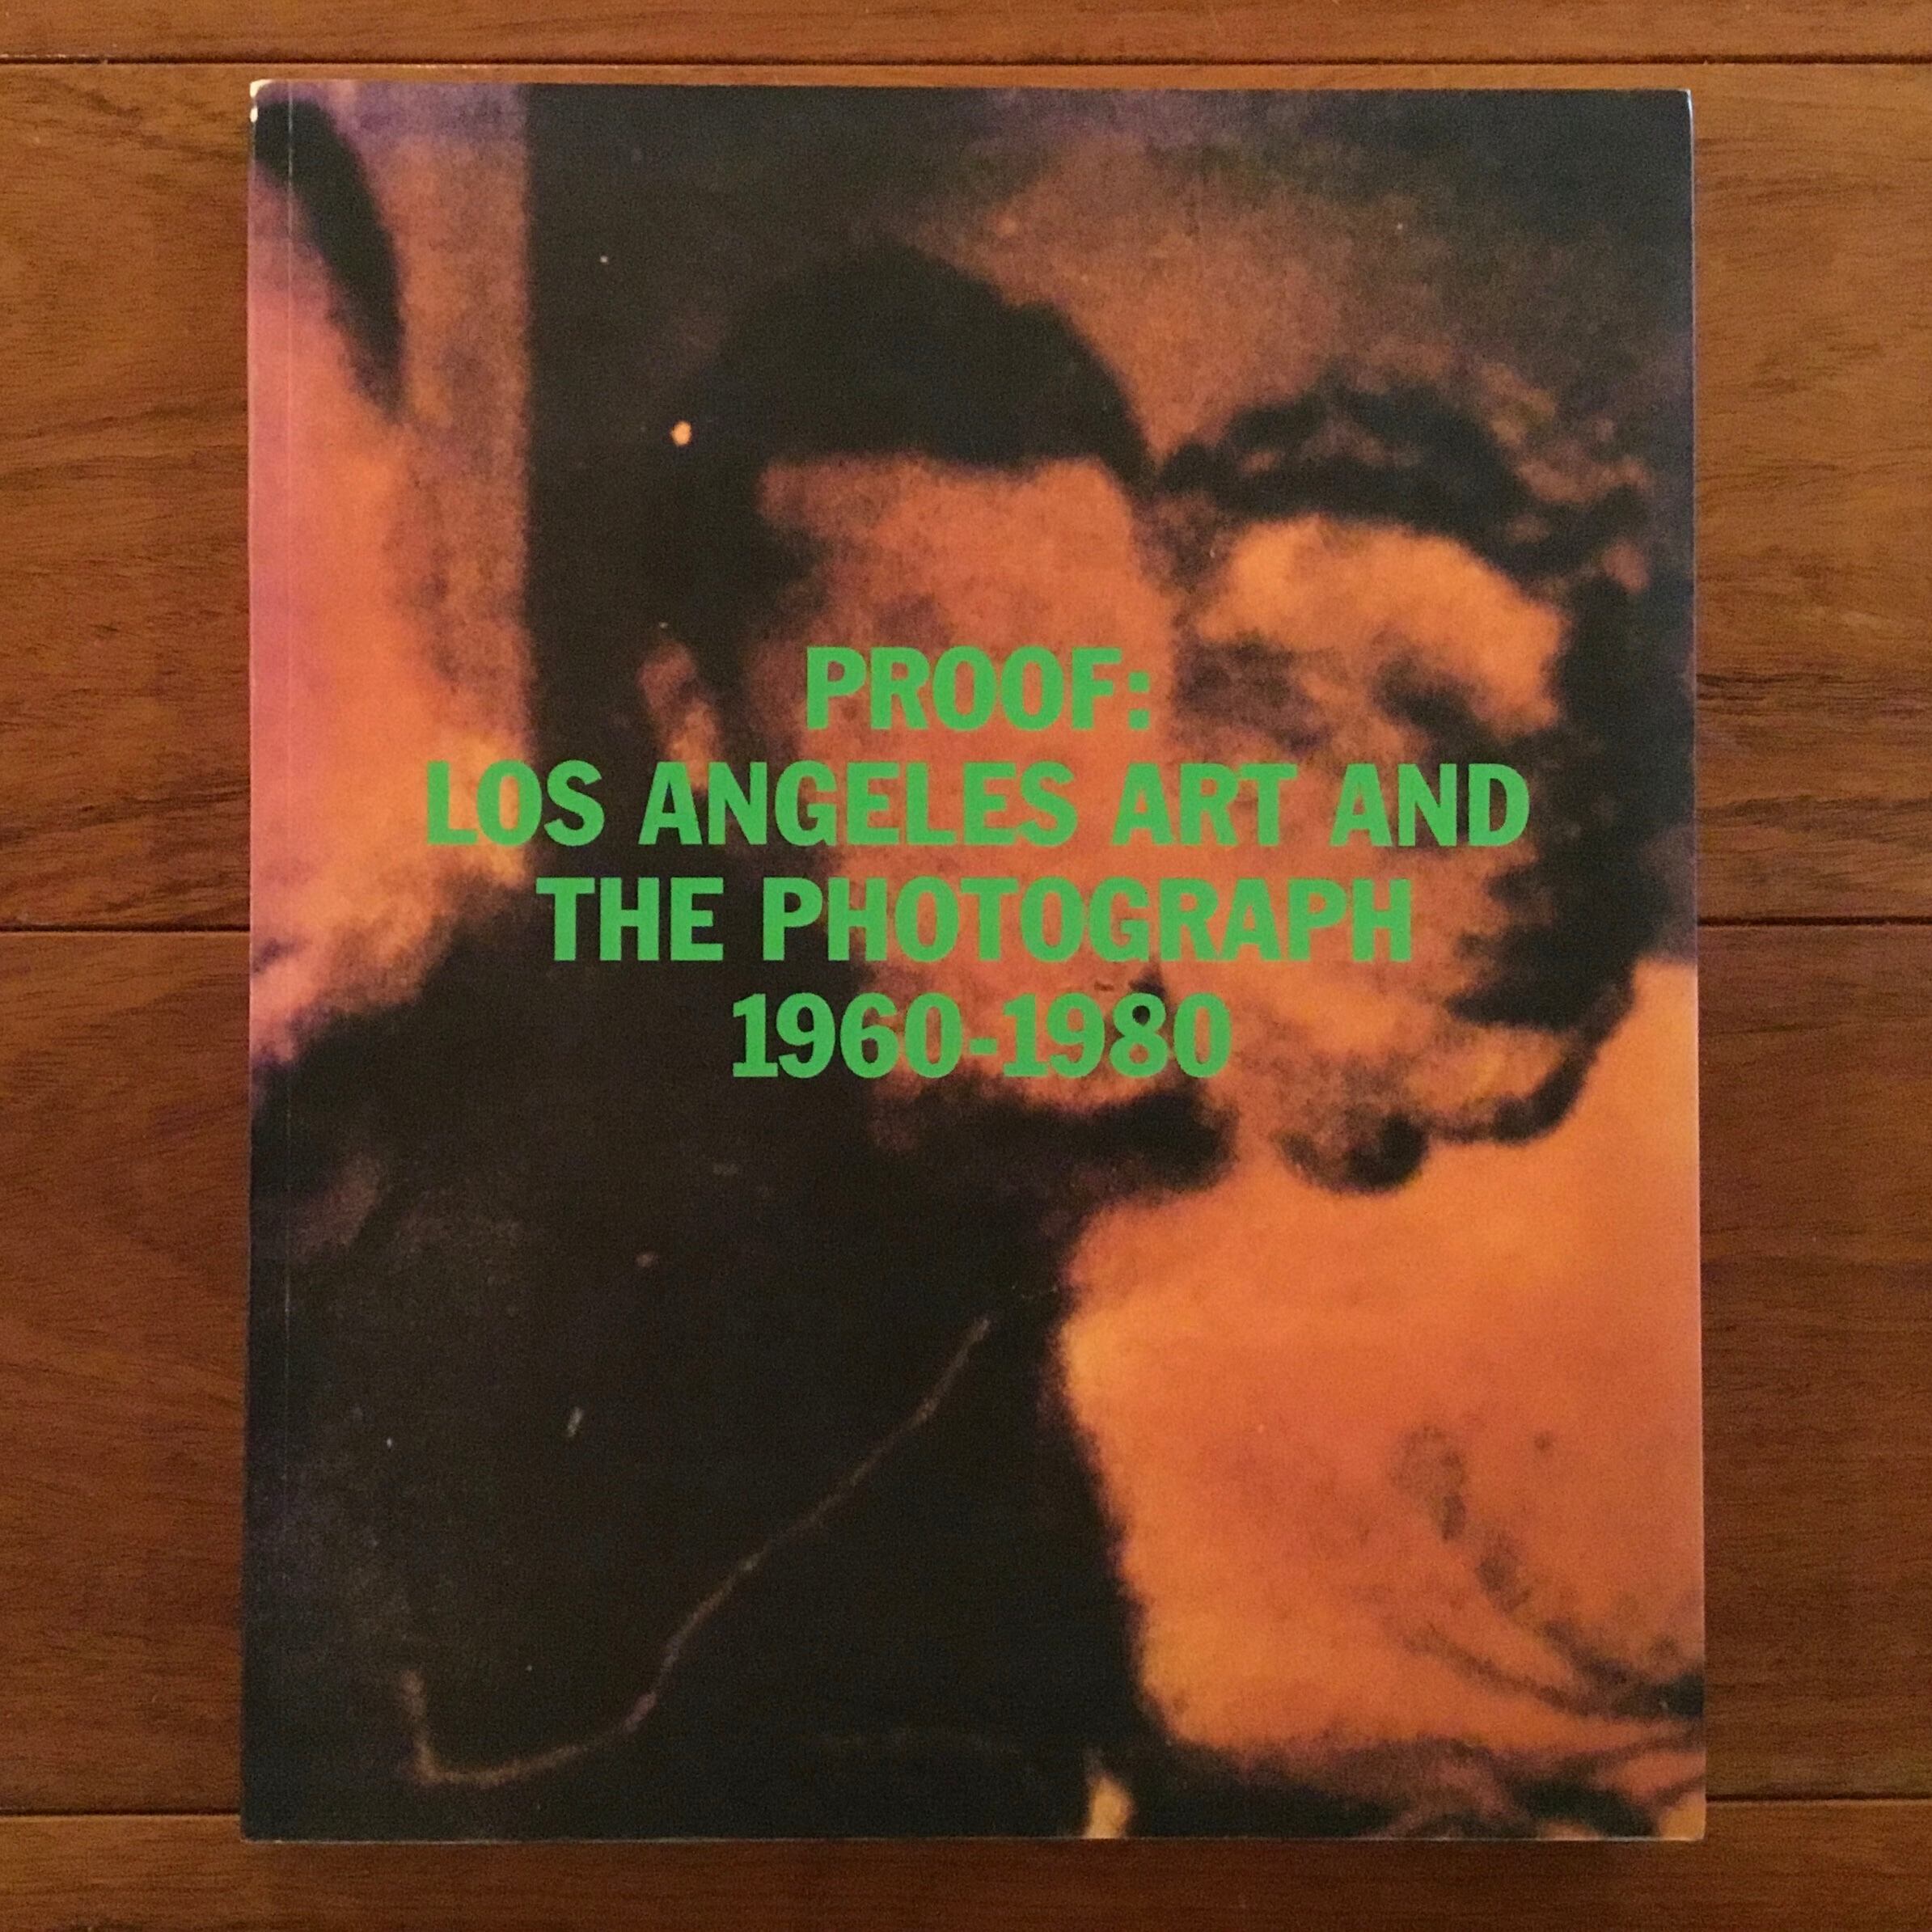 PROOF:
LOS ANGELES ART AND
THE PHOTOGRAPH
1960-1980